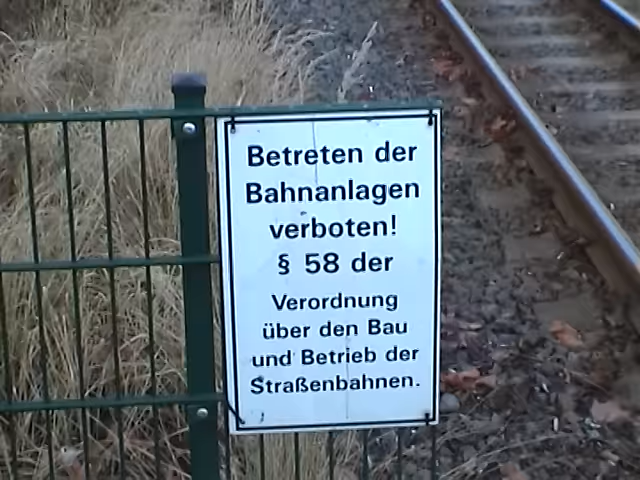 Betreten der
Bahnanlagen
verboten!
§ 58 der
Verordnung
über den Bau
und Betrieb der
Straßenbahnen.